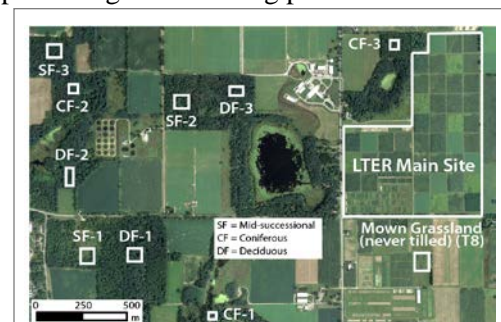 SF-3
CF-3
CF-2
SF-2
DF-3
DF-2
LTER Main Site
SF = Mid-successional
CF = Coniferous
DF = Deciduous
Mown Grassland
(never tilled) (T8)
SF-1
DF-1
0
250
500
m
CF-1